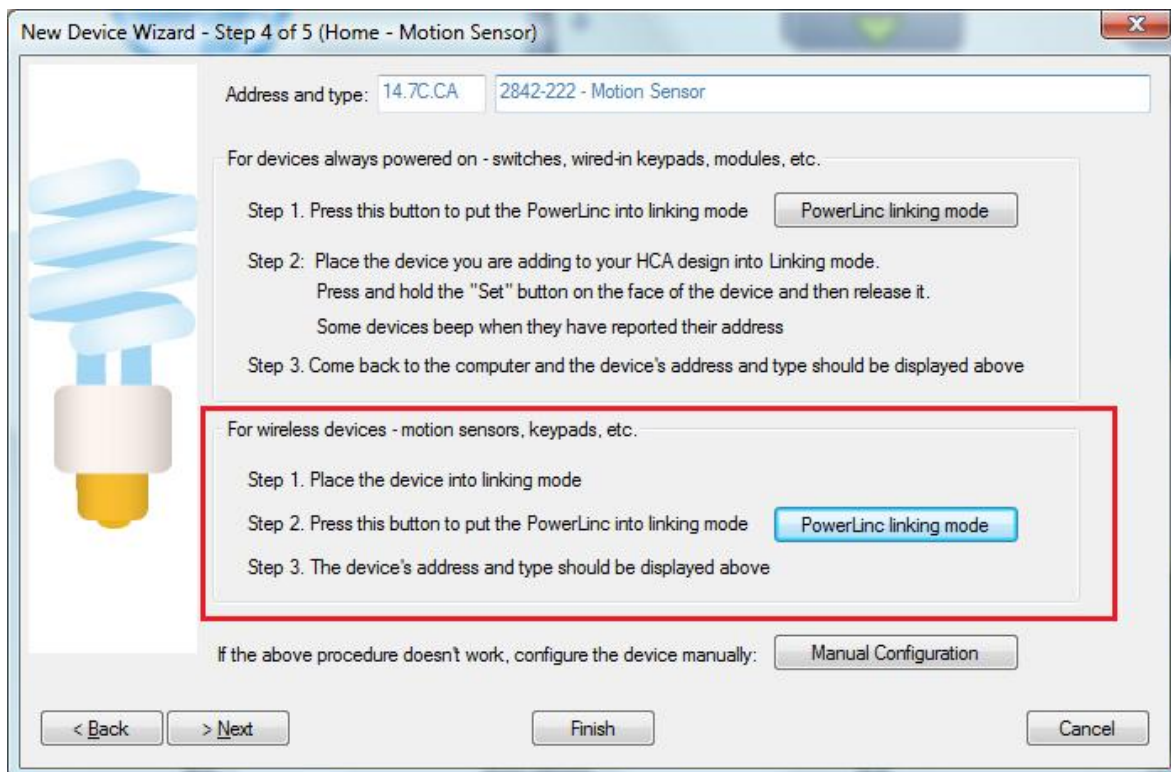 New Device Wizard - Step 4 of 5 (Home - Motion Sensor)
Address and type: 14.7C.CA 2842-222 - Motion Sensor
For devices always powered on - switches, wired-in keypads, modules, etc.
Step 1. Press this button to put the PowerLinc into linking mode PowerLinc linking mode
Step 2: Place the device you are adding to your HCA design into Linking mode.
Press and hold the "Set" button on the face of the device and then release it.
Some devices beep when they have reported their address
Step 3. Come back to the computer and the device's address and type should be displayed above
For wireless devices - motion sensors, keypads, etc.
Step 1. Place the device into linking mode
Step 2. Press this button to put the PowerLinc into linking mode PowerLinc linking mode
Step 3. The device's address and type should be displayed above
If the above procedure doesn't work, configure the device manually: Manual Configuration
< Back > Next Finish Cancel